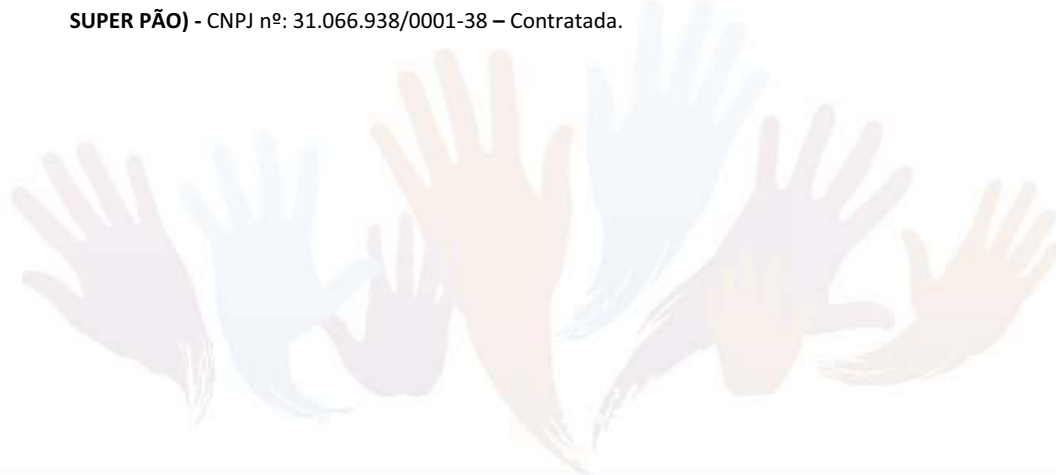 SUPER PÃO) - CNPJ nº: 31.066.938/0001-38 – Contratada.